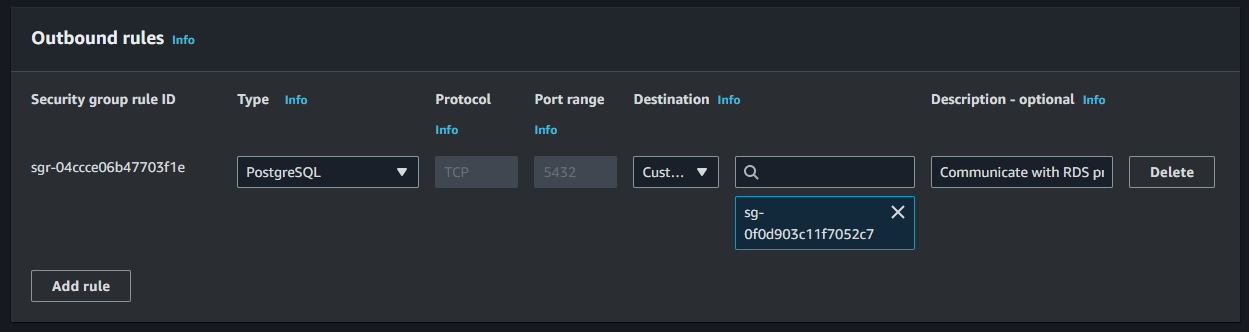 Outbound rules Info
Security group rule ID Type Info Protocol Info Port range Info Destination Info Description - optional Info
sgr-04ccce06b47703f1e PostgreSQL TCP 5432 Cust... Communicate with RDS pr Delete
sg-
0f0d903c11f7052c7
Add rule